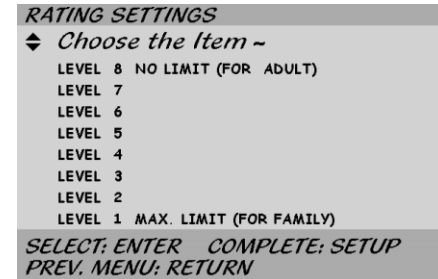 RATING SETTINGS
Choose the Item ~
LEVEL 8 NO LIMIT (FOR ADULT)
LEVEL 7
LEVEL 6
LEVEL 5
LEVEL 4
LEVEL 3
LEVEL 2
LEVEL 1 MAX. LIMIT (FOR FAMILY)
SELECT: ENTER COMPLETE: SETUP
PREV. MENU: RETURN